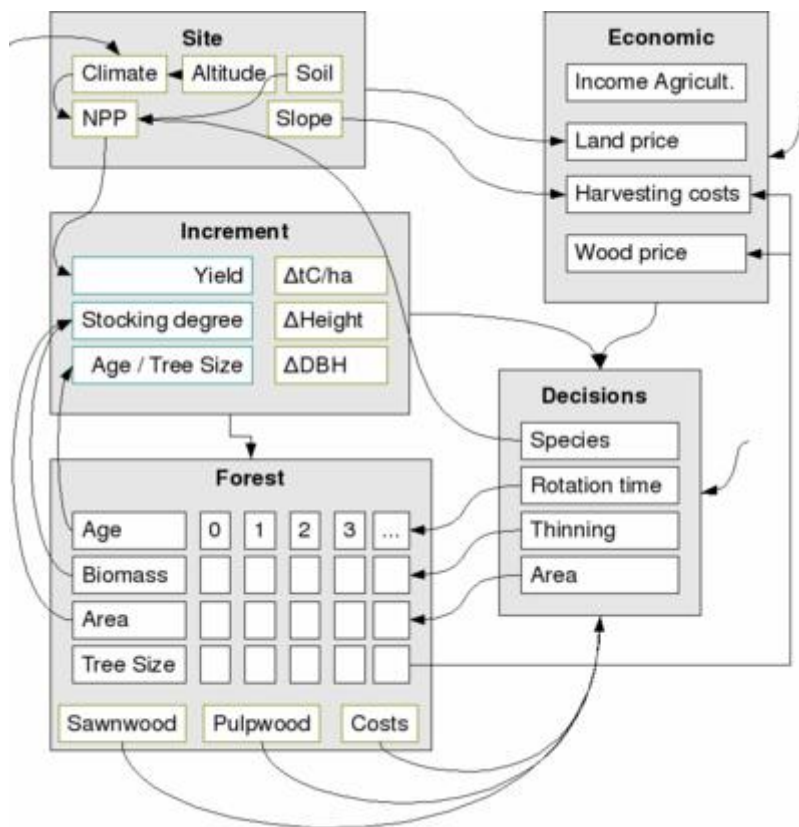 Site
Climate
Altitude
Soil
NPP
Slope
Economic
Income Agricult.
Land price
Harvesting costs
Wood price
Increment
Yield
ΔtC/ha
Stocking degree
ΔHeight
Age / Tree Size
ΔDBH
Decisions
Species
Rotation time
Thinning
Area
Forest
Age 0 1 2 3 ...
Biomass
Area
Tree Size
Sawnwood
Pulpwood
Costs